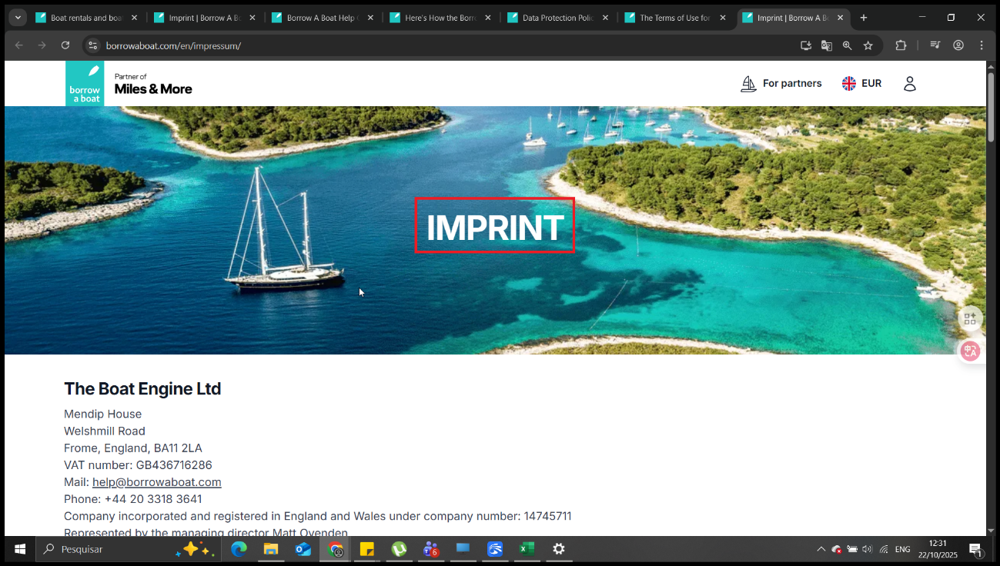 Boat rentals and boa
Imprint | Borrow A B
Borrow A Boat Help
Here's How the Borr
Data Protection Polic
The Terms of Use for
Imprint | Borrow A B
borrowaboat.com/en/impressum/
borrow
a boat
Partner of
Miles & More
For partners
EUR
IMPRINT
The Boat Engine Ltd
Mendip House
Welshmill Road
Frome, England, BA11 2LA
VAT number: GB436716286
Mail: help@borrowaboat.com
Phone: +44 20 3318 3641
Company incorporated and registered in England and Wales under company number: 14745711
Represented by the managing director Matt Ovenden
Pesquisar
6
ENG
12:31
22/10/2025
1